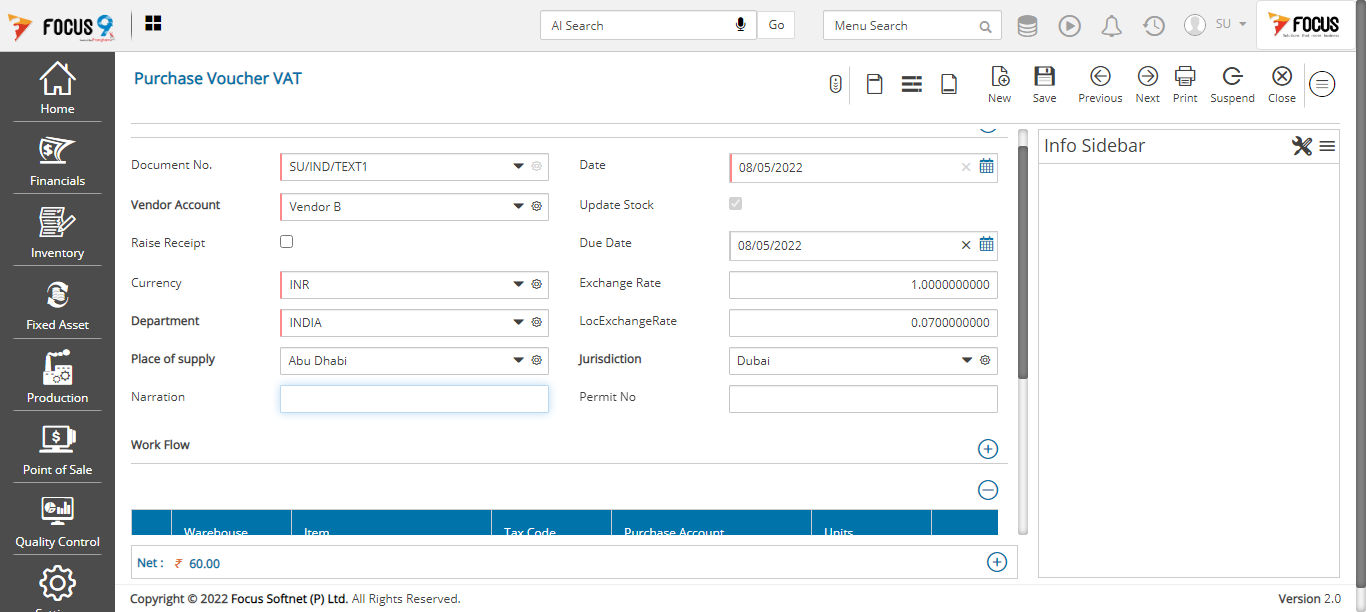 FOCUS 9
AI Search
Go
Menu Search
SU
FOCUS
Home
Financials
Inventory
Fixed Asset
Production
Point of Sale
Quality Control
Purchase Voucher VAT
New
Save
Previous
Next
Print
Suspend
Close
Info Sidebar
Document No.
SU/IND/TEXT1
Date
08/05/2022
Vendor Account
Vendor B
Update Stock
Raise Receipt
Due Date
08/05/2022
Currency
INR
Exchange Rate
1.0000000000
Department
INDIA
LocExchangeRate
0.0700000000
Place of supply
Abu Dhabi
Jurisdiction
Dubai
Narration
Permit No
Work Flow
Warehouse
Item
Tax Code
Purchase Account
Units
Net : ₹ 60.00
Copyright © 2022 Focus Softnet (P) Ltd. All Rights Reserved.
Version 2.0